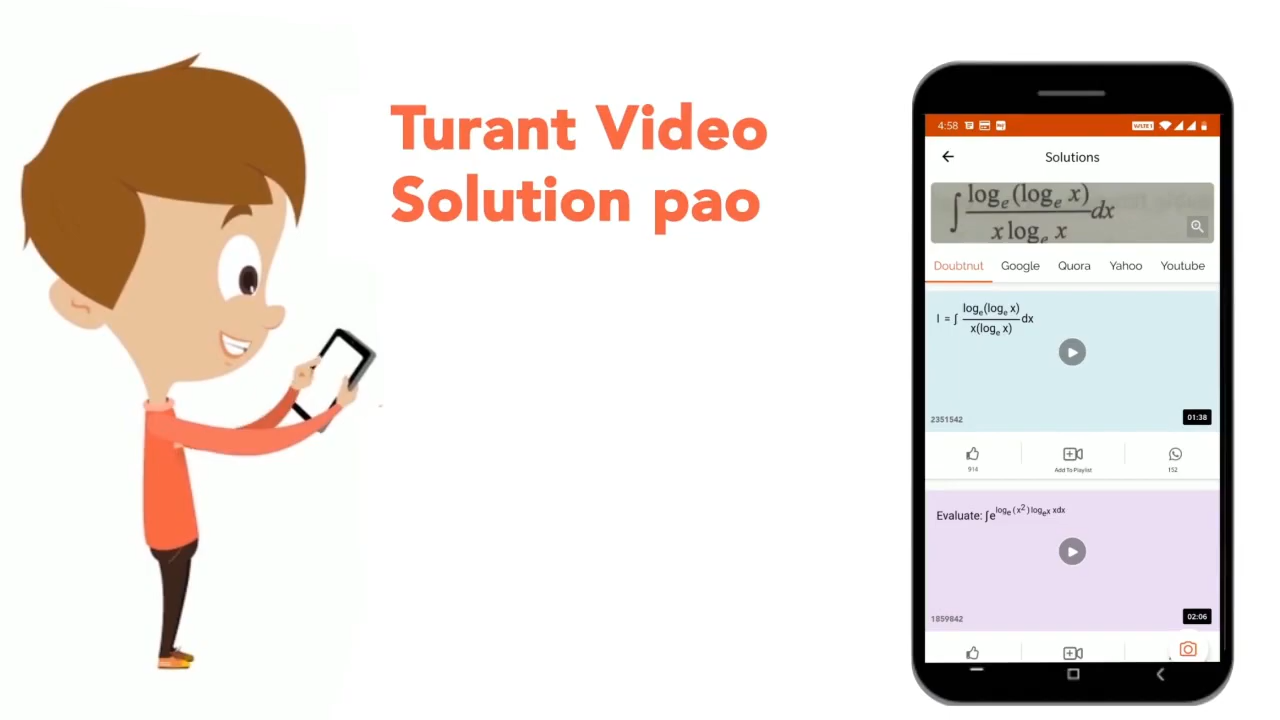 Turant Video
Solution pao
4:58
VoLTE1
Solutions
∫ logₑ(logₑ x) / x logₑ x dx
Doubtnut Google Quora Yahoo Youtube
I = ∫ logₑ(logₑ x) / x(logₑ x) dx
2351542 01:38
914 Add To Playlist 152
Evaluate: ∫e^logₑ(x²)logₑx xdx
1859842 02:06